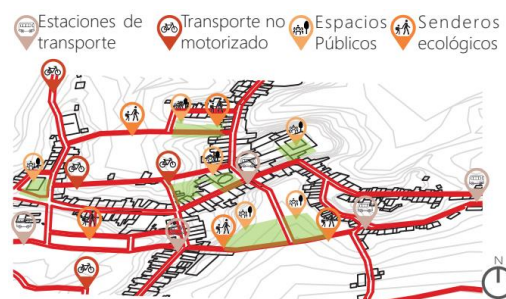 Estaciones de
transporte
Transporte no
motorizado
Espacios
Públicos
Senderos
ecológicos
N